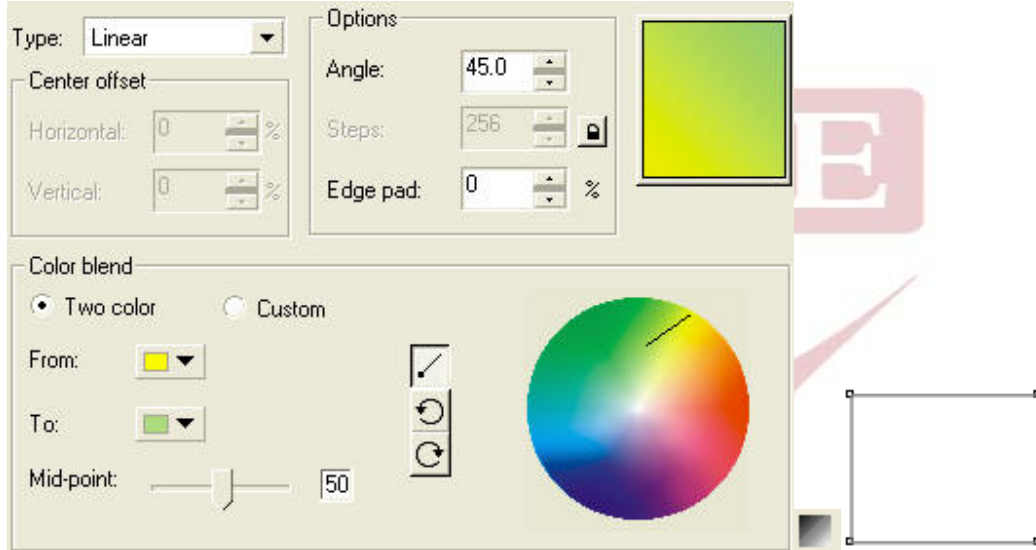 Type: Linear
Options
Center offset
Angle: 45.0
Horizontal: 0 %
Steps: 256
Vertical: 0 %
Edge pad: 0 %
E
Color blend
Two color Custom
From:
To:
Mid-point: 50